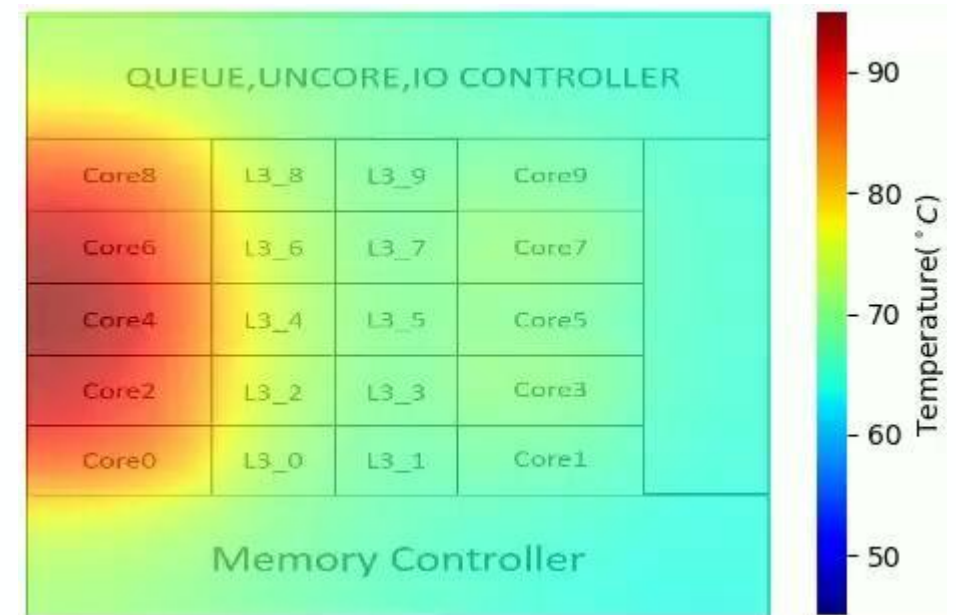 QUEUE,UNCORE,IO CONTROLLER
Core8 L3_8 L3_9 Core9
Core6 L3_6 L3_7 Core7
Core4 L3_4 L3_5 Core5
Core2 L3_2 L3_3 Core3
Core0 L3_0 L3_1 Core1
Memory Controller
90
80
70
60
50
Temperature(°C)